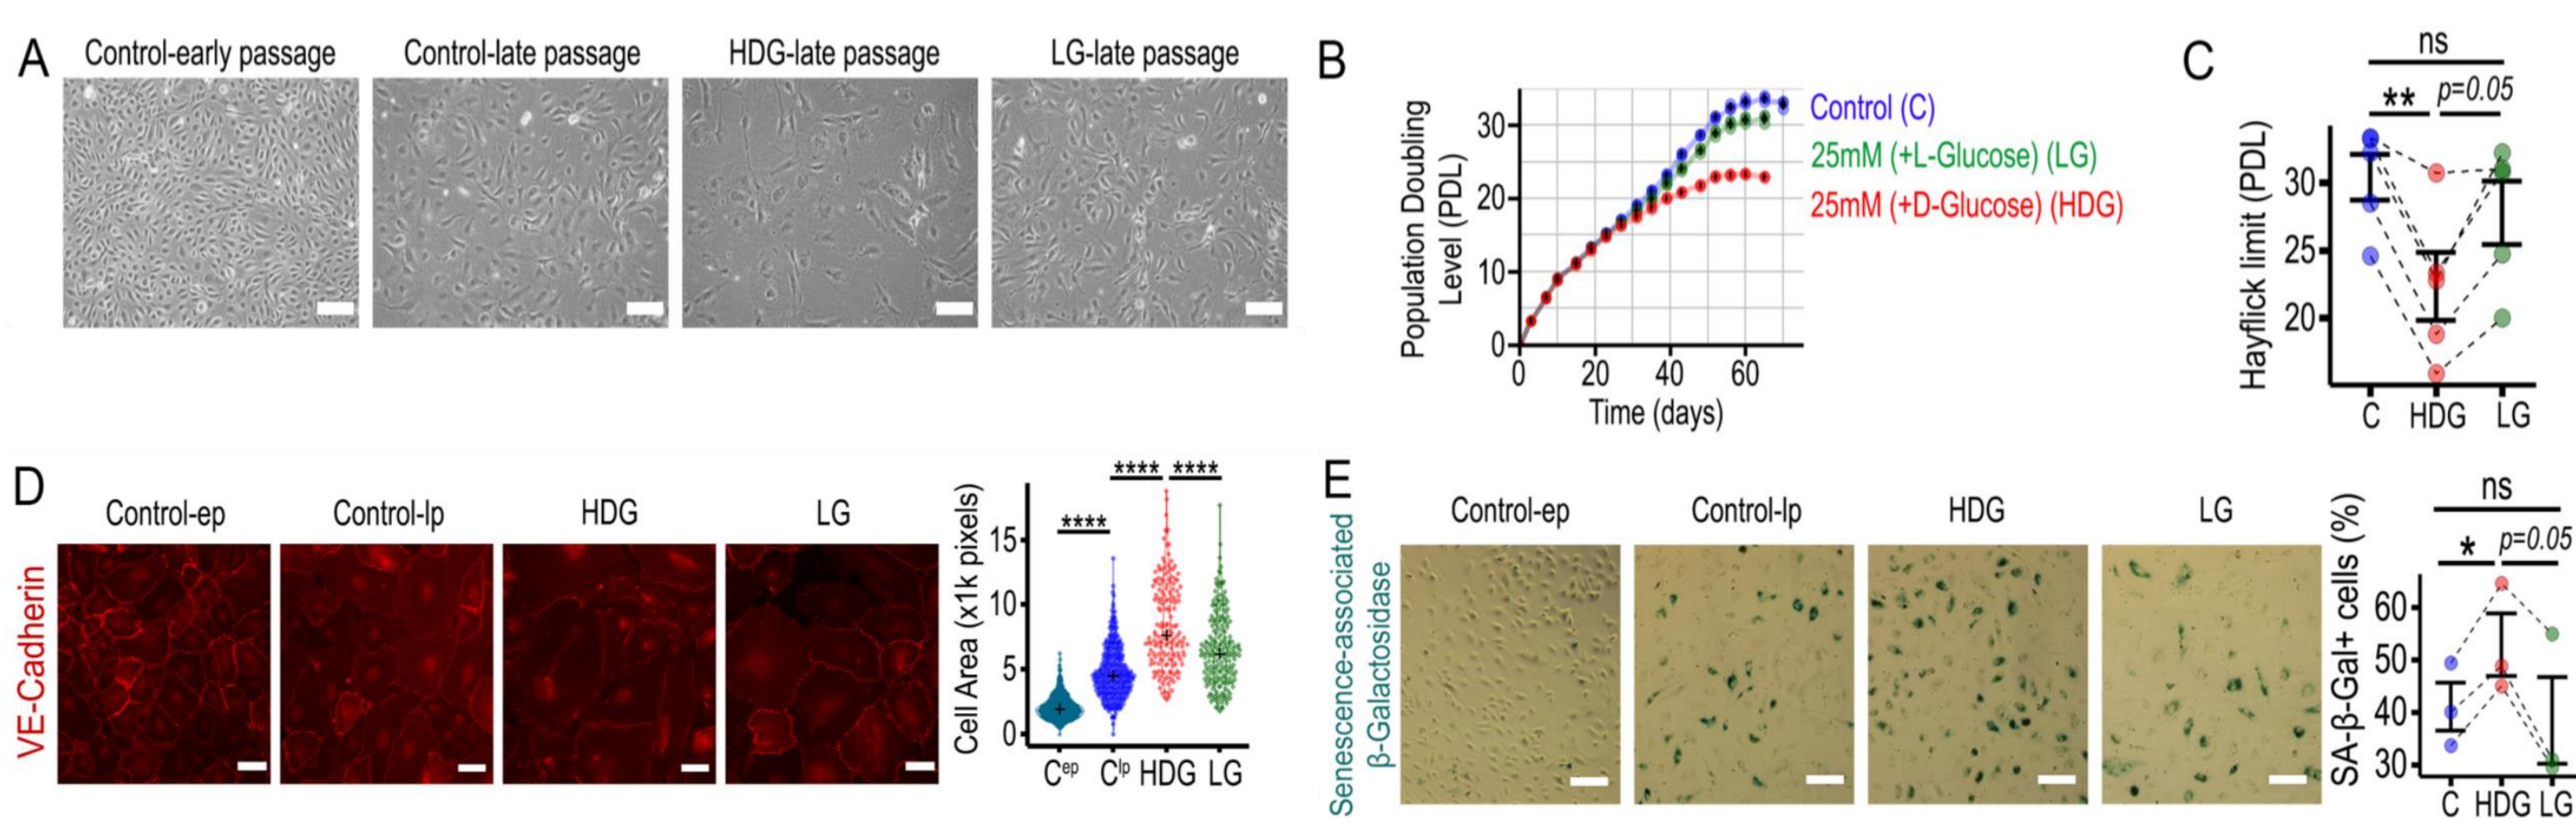 A
Control-early passage
Control-late passage
HDG-late passage
LG-late passage
B
Population Doubling
Level (PDL)
30
20
10
0
0 20 40 60
Time (days)
Control (C)
25mM (+L-Glucose) (LG)
25mM (+D-Glucose) (HDG)
C
ns
** p=0.05
Hayflick limit (PDL)
30
25
20
C HDG LG
D
VE-Cadherin
Control-ep
Control-lp
HDG
LG
Cell Area (x1k pixels)
**** ****
****
15
10
5
0
Cᵉᵖ Cˡᵖ HDG LG
E
Senescence-associated
β-Galactosidase
Control-ep
Control-lp
HDG
LG
SA-β-Gal+ cells (%)
ns
* p=0.05
60
50
40
30
C HDG LG